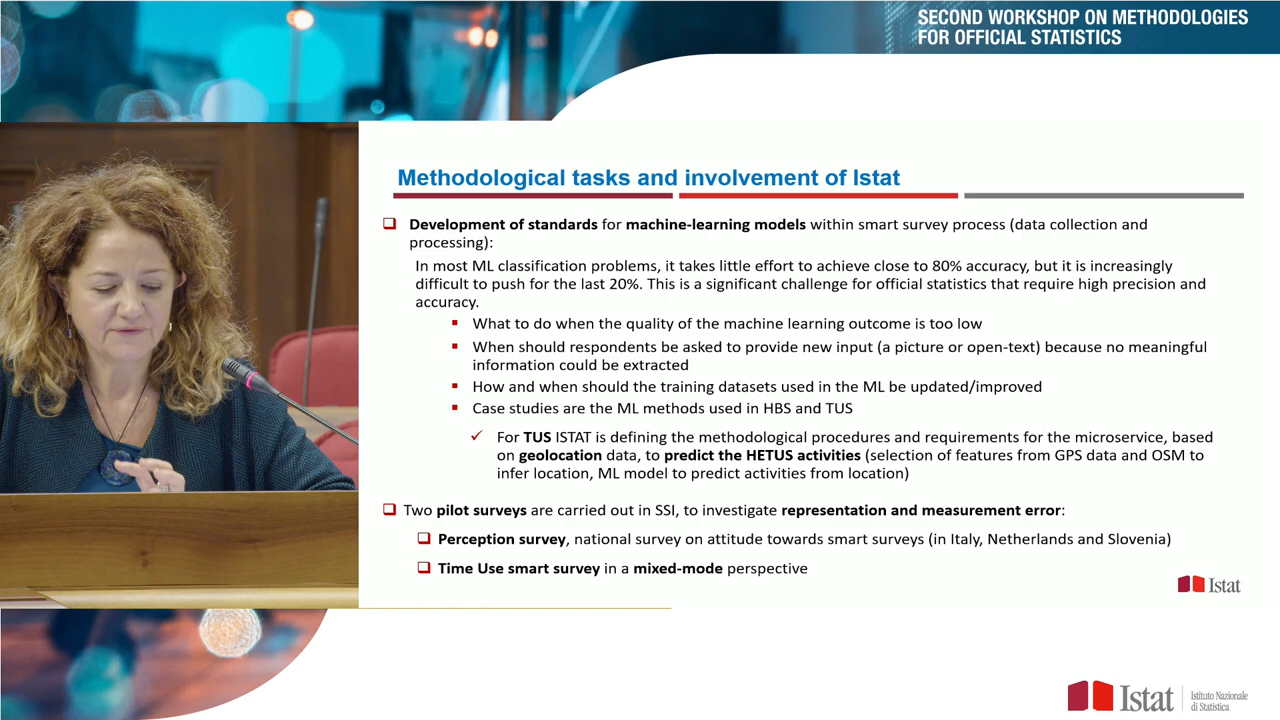 SECOND WORKSHOP ON METHODOLOGIES
FOR OFFICIAL STATISTICS
Methodological tasks and involvement of Istat
Development of standards for machine-learning models within smart survey process (data collection and
processing):
In most ML classification problems, it takes little effort to achieve close to 80% accuracy, but it is increasingly
difficult to push for the last 20%. This is a significant challenge for official statistics that require high precision and
accuracy.
What to do when the quality of the machine learning outcome is too low
When should respondents be asked to provide new input (a picture or open-text) because no meaningful
information could be extracted
How and when should the training datasets used in the ML be updated/improved
Case studies are the ML methods used in HBS and TUS
For TUS ISTAT is defining the methodological procedures and requirements for the microservice, based
on geolocation data, to predict the HETUS activities (selection of features from GPS data and OSM to
infer location, ML model to predict activities from location)
Two pilot surveys are carried out in SSI, to investigate representation and measurement error:
Perception survey, national survey on attitude towards smart surveys (in Italy, Netherlands and Slovenia)
Time Use smart survey in a mixed-mode perspective
Istat
Istat
Istituto Nazionale
di Statistica